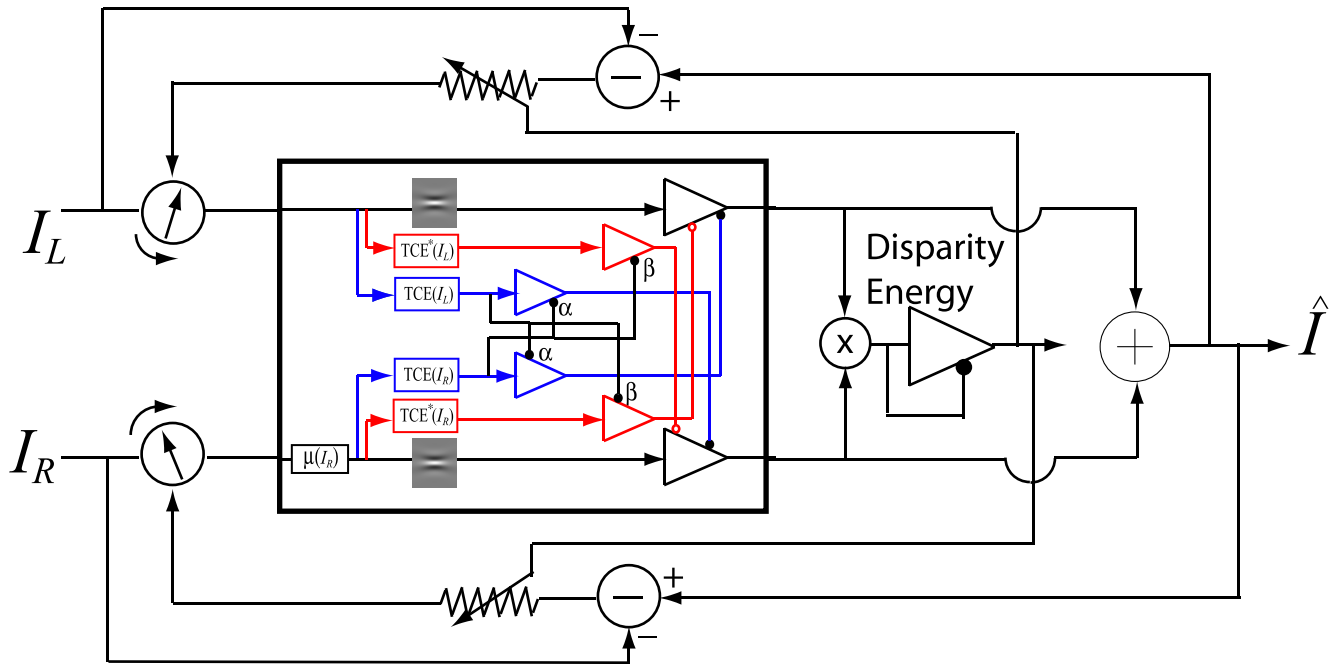 −
− +
I_L
TCE*(I_L)
β
Disparity
Energy
TCE(I_L)
α
x
+
Î
α
TCE(I_R)
β
TCE*(I_R)
I_R
μ(I_R)
+
−
−